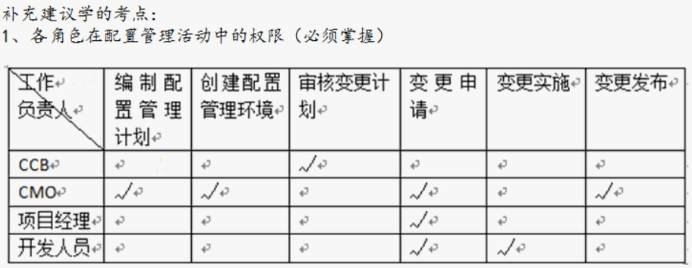 补充建议学的考点：
1、各角色在配置管理活动中的权限（必须掌握）
工作 编制配 创建配置 审核变更计 变更申 变更实施 变更发布
负责人 置管理 管理环境 划 请
计划
CCB √
CMO √ √ √ √
项目经理 √
开发人员 √ √